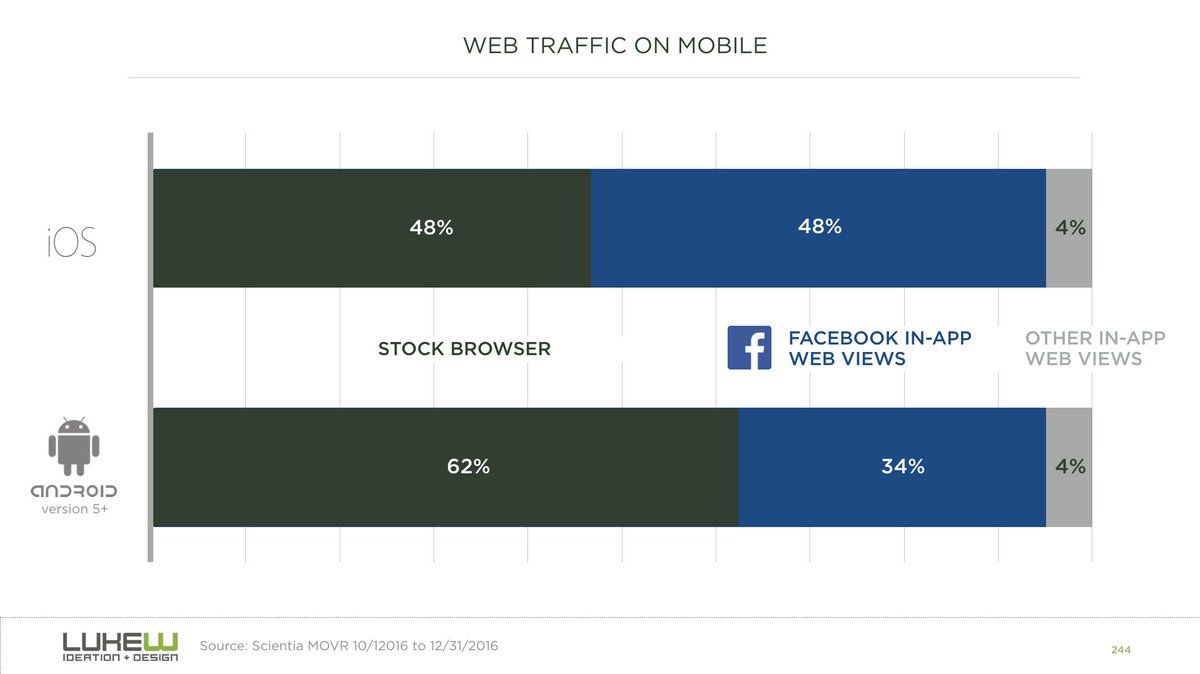 WEB TRAFFIC ON MOBILE
iOS
48%
48%
4%
STOCK BROWSER
FACEBOOK IN-APP
WEB VIEWS
OTHER IN-APP
WEB VIEWS
ANDROID
version 5+
62%
34%
4%
LUKEW
IDEATION + DESIGN
Source: Scientia MOVR 10/12016 to 12/31/2016
244